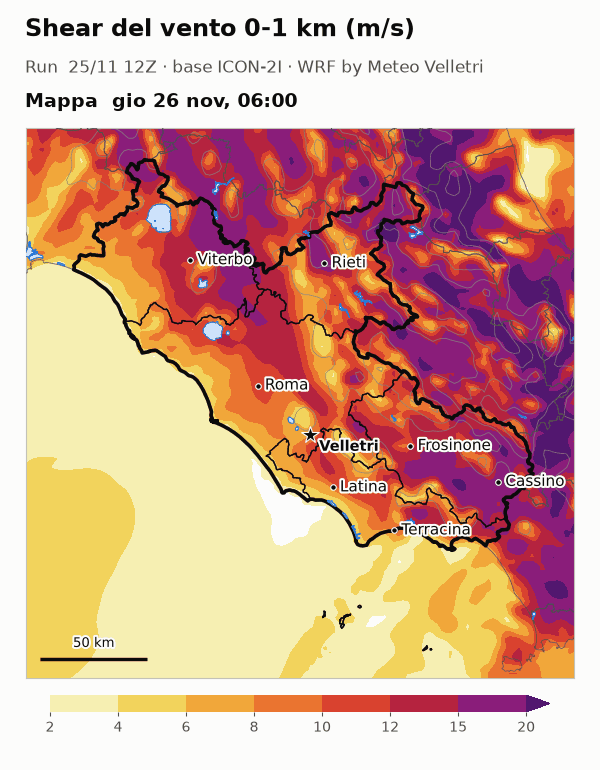 Shear del vento 0-1 km (m/s)
Run  25/11 12Z · base ICON-2I · WRF by Meteo Velletri
Mappa  gio 26 nov, 06:00
Viterbo
Rieti
Roma
Velletri
Frosinone
Latina
Cassino
Terracina
50 km
2 4 6 8 10 12 15 20